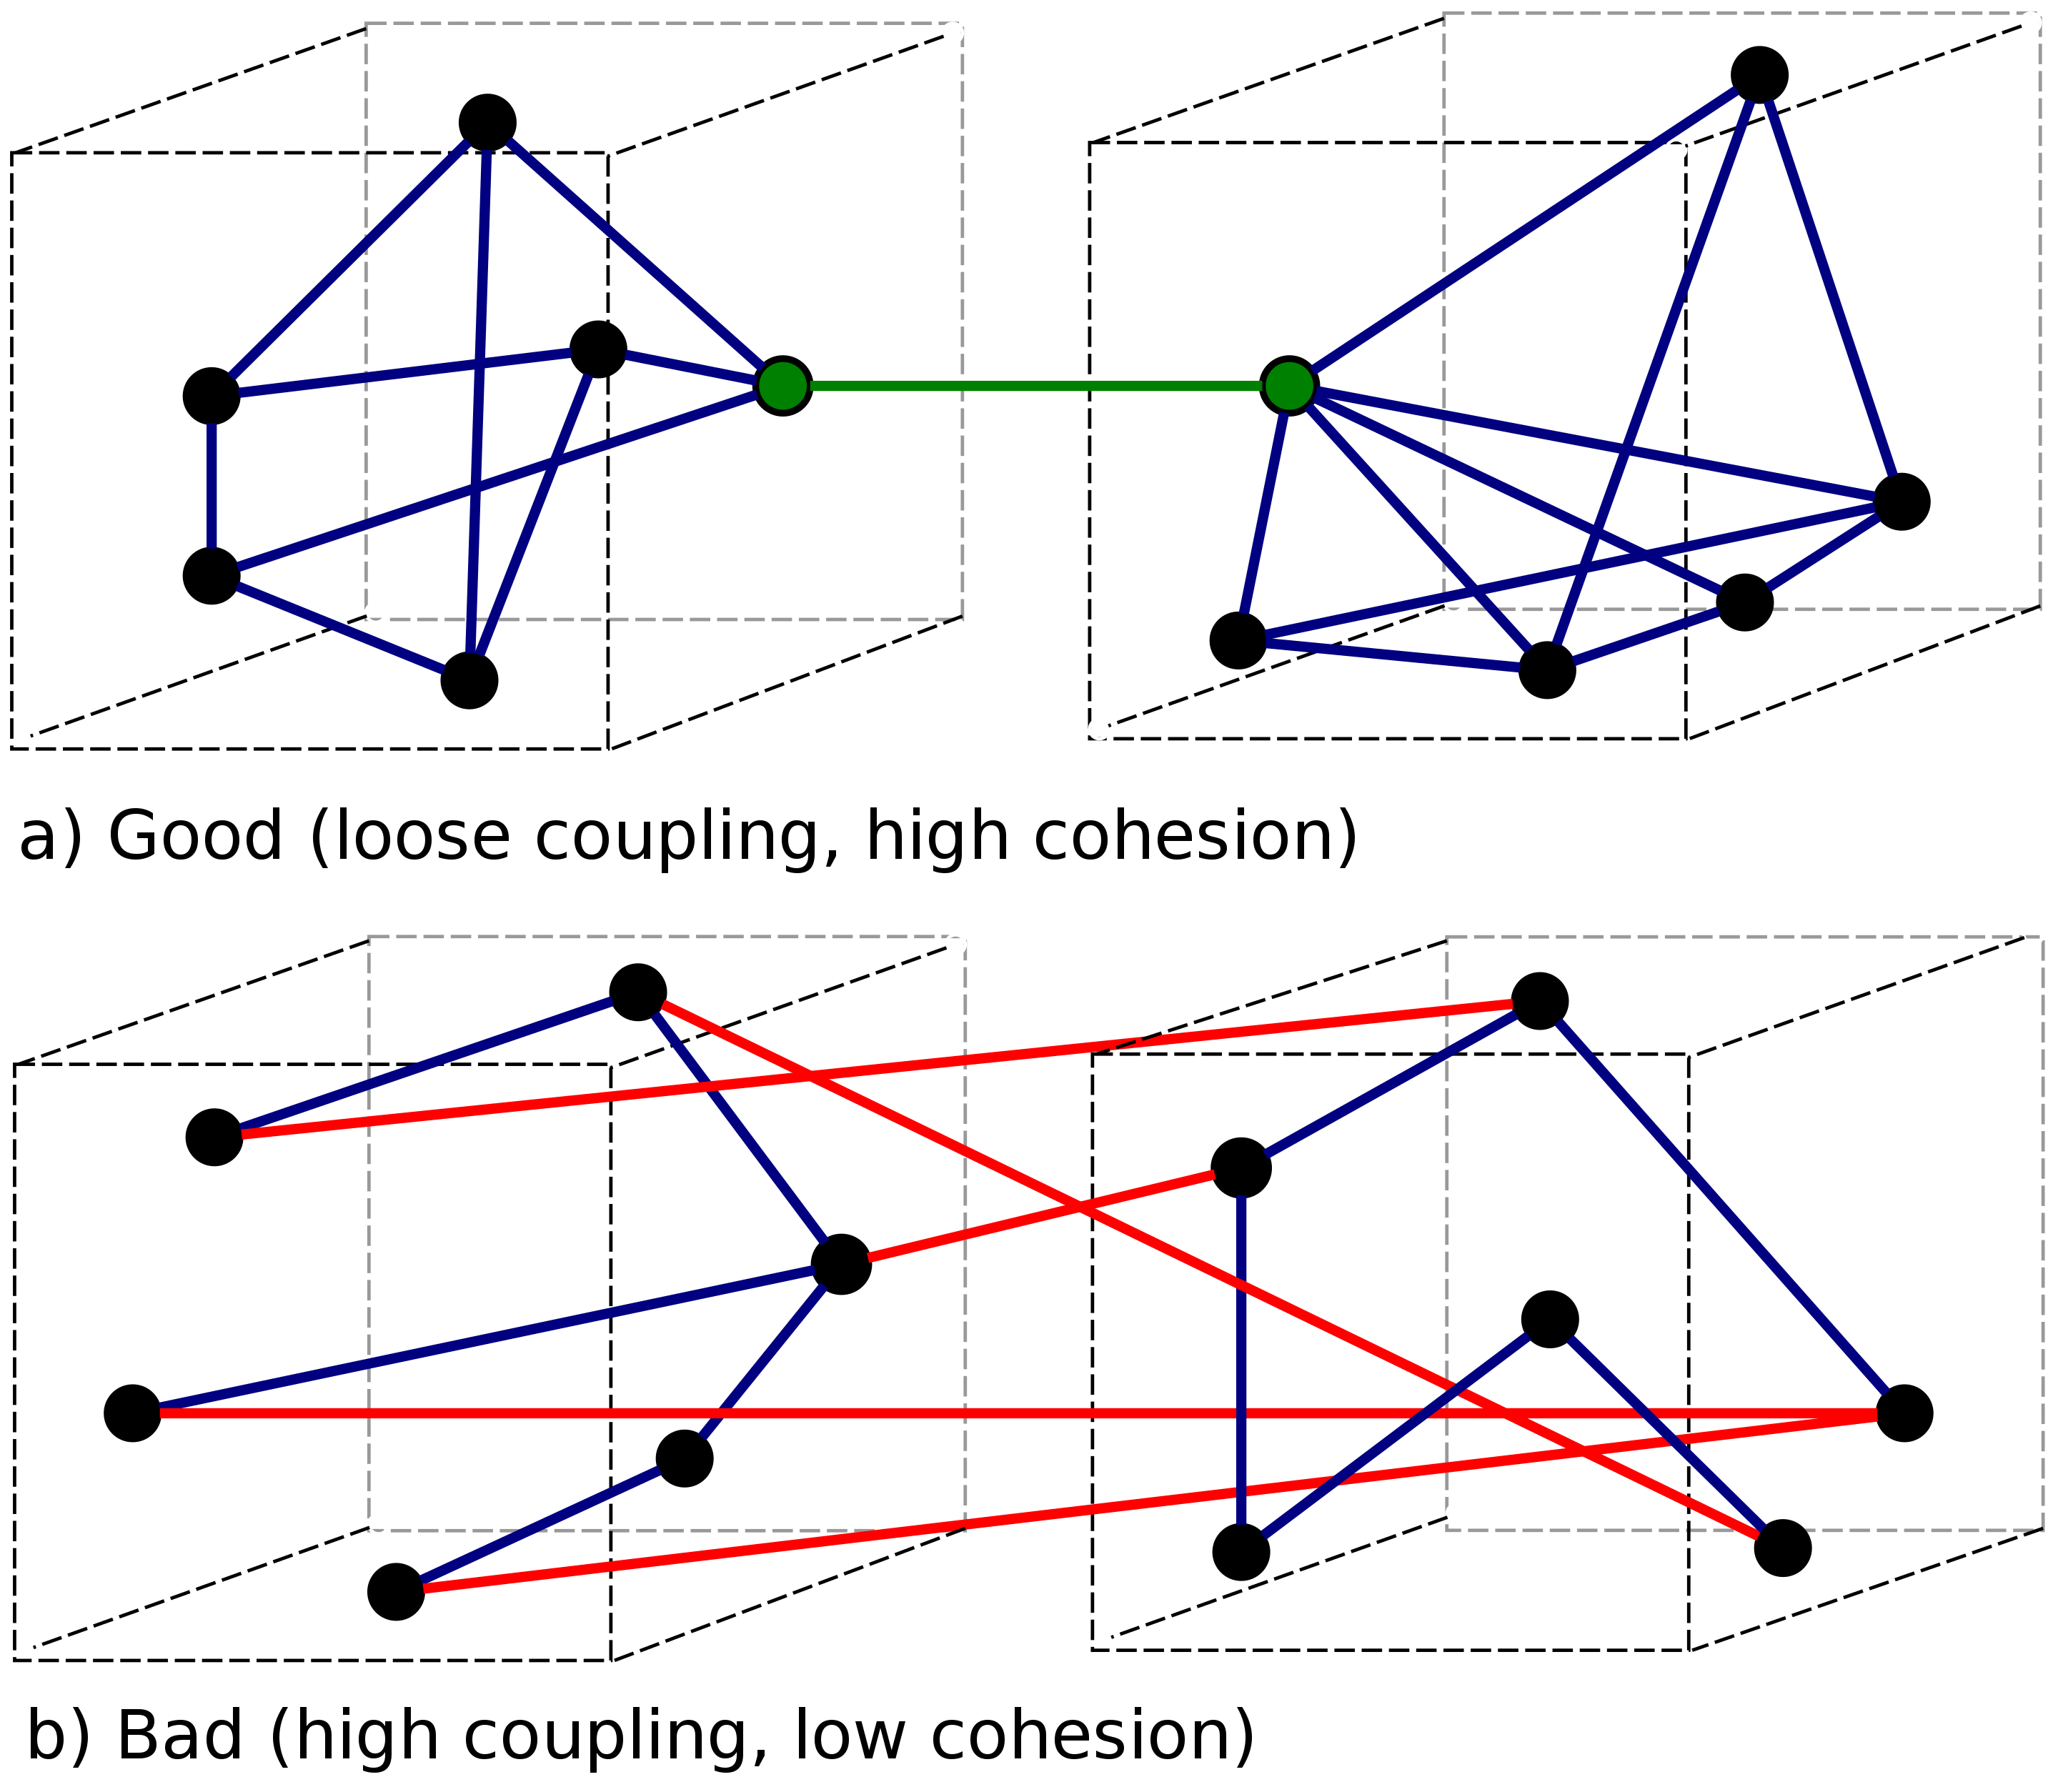 a) Good (loose coupling, high cohesion)
b) Bad (high coupling, low cohesion)